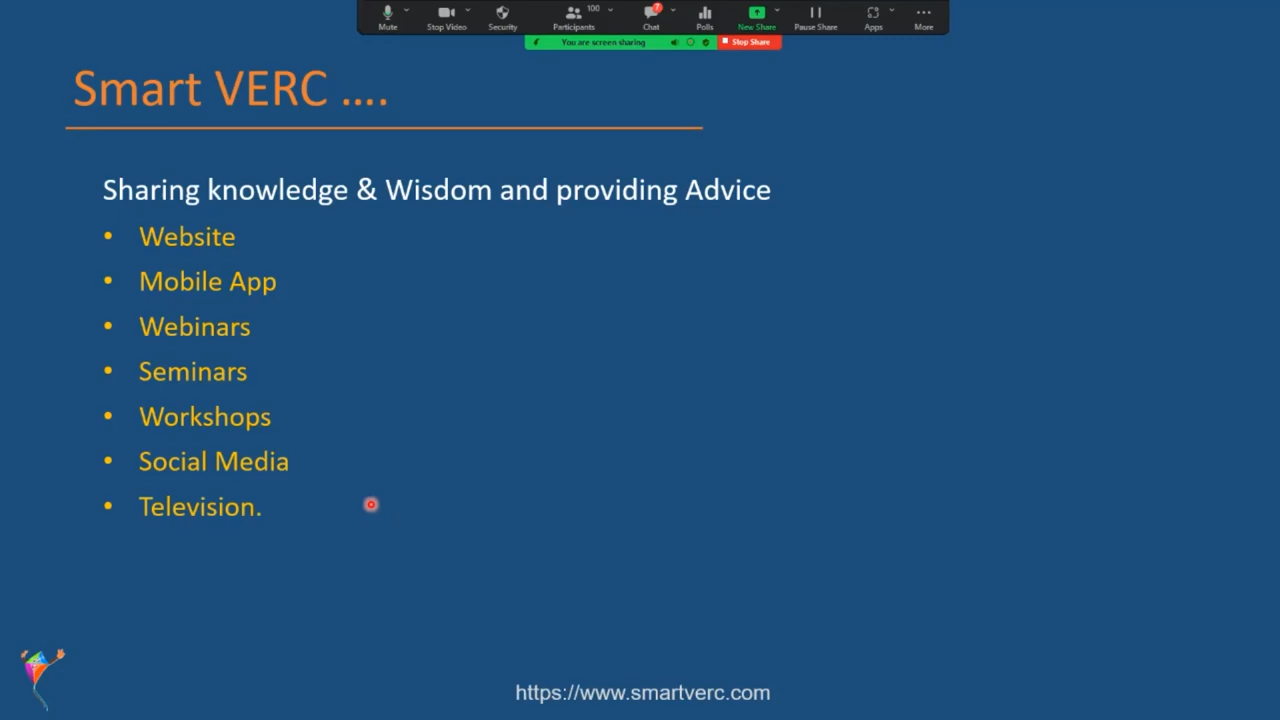 100
7
Mute
Stop Video
Security
Participants
Chat
Polls
New Share
Pause Share
Apps
More
You are screen sharing
Stop Share
Smart VERC ....
Sharing knowledge & Wisdom and providing Advice
• Website
• Mobile App
• Webinars
• Seminars
• Workshops
• Social Media
• Television.
https://www.smartverc.com